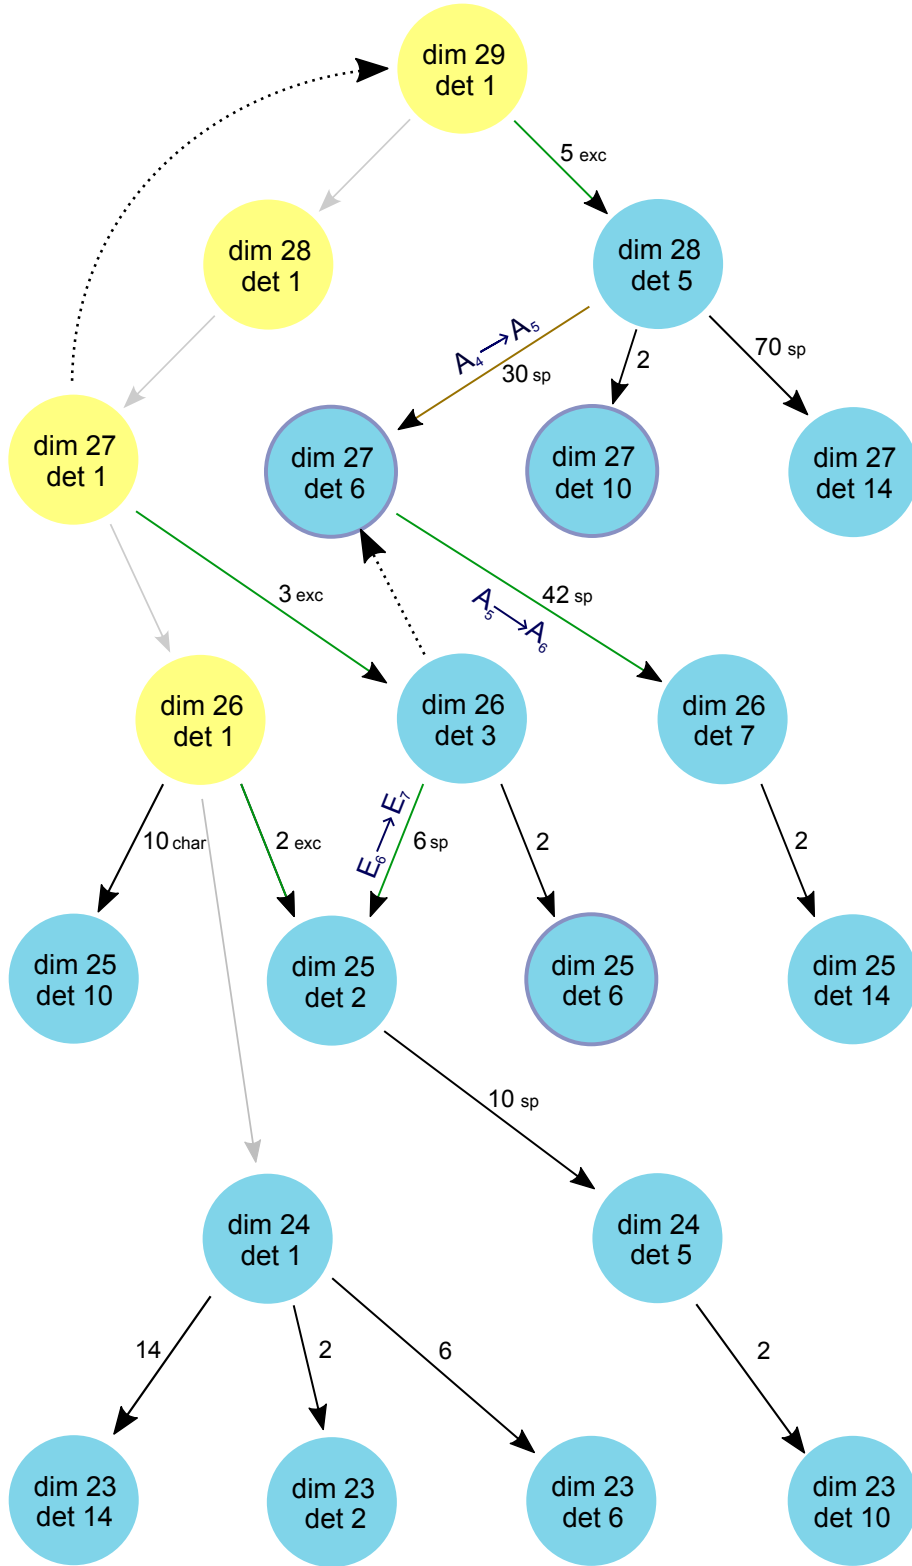 dim 29
det 1
5 exc
dim 28
det 1
dim 28
det 5
A₄→A₅
30 sp
2
70 sp
dim 27
det 1
dim 27
det 6
dim 27
det 10
dim 27
det 14
3 exc
42 sp
A₅→A₆
dim 26
det 1
dim 26
det 3
dim 26
det 7
10 char
2 exc
E₆→E₇
6 sp
2
2
dim 25
det 10
dim 25
det 2
dim 25
det 6
dim 25
det 14
10 sp
dim 24
det 1
dim 24
det 5
14
2
6
2
dim 23
det 14
dim 23
det 2
dim 23
det 6
dim 23
det 10